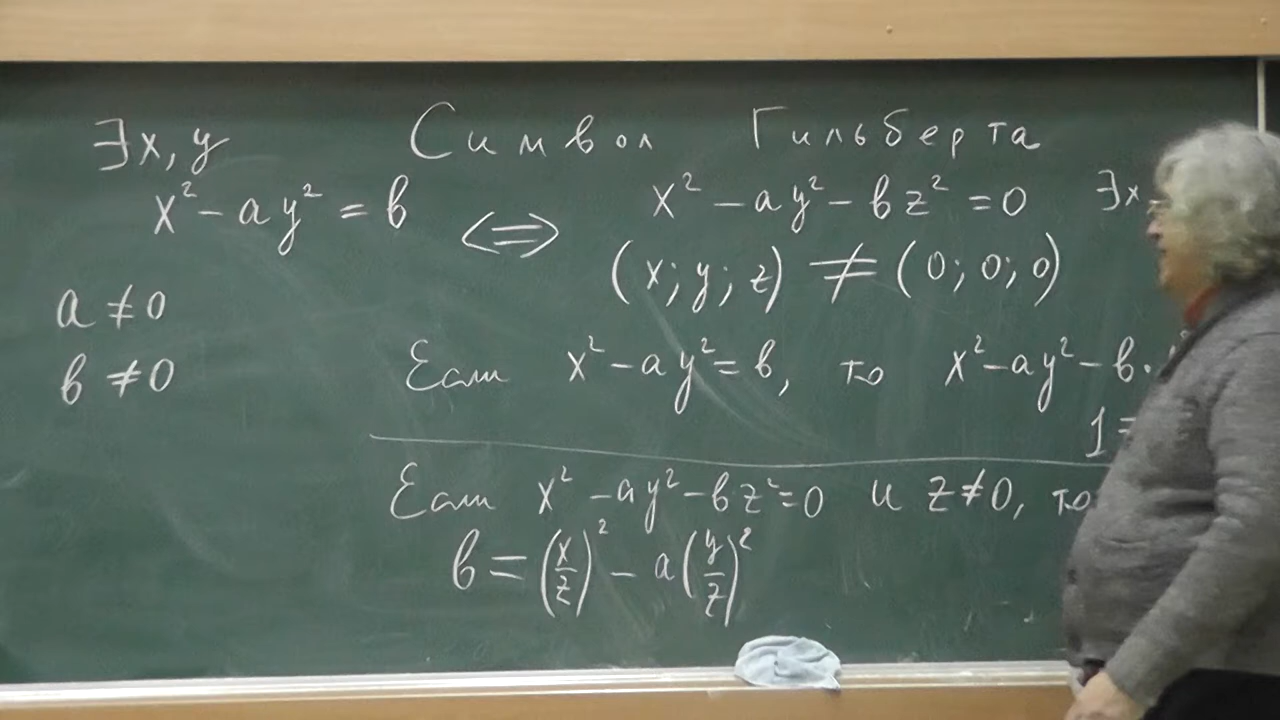 Символ Гильберта
∃x, y
x² − ay² = b ⟺ x² − ay² − bz² = 0 ∃x
(x; y; z) ≠ (0; 0; 0)
a ≠ 0
b ≠ 0
Если x² − ay² = b, то x² − ay² − b·
1 =
Если x² − ay² − bz² = 0 и z ≠ 0, то
b = (x/z)² − a(y/z)²